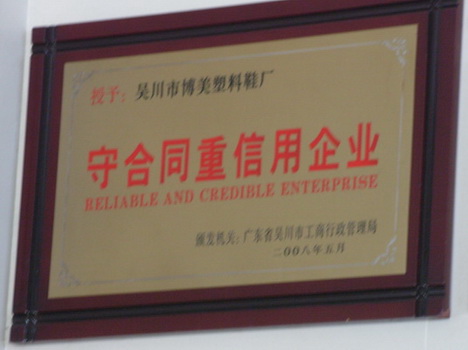 授予：吴川市博美塑料鞋厂
守合同重信用企业
RELIABLE AND CREDIBLE ENTERPRISE
颁发机关：广东省吴川市工商行政管理局
二00八年五月